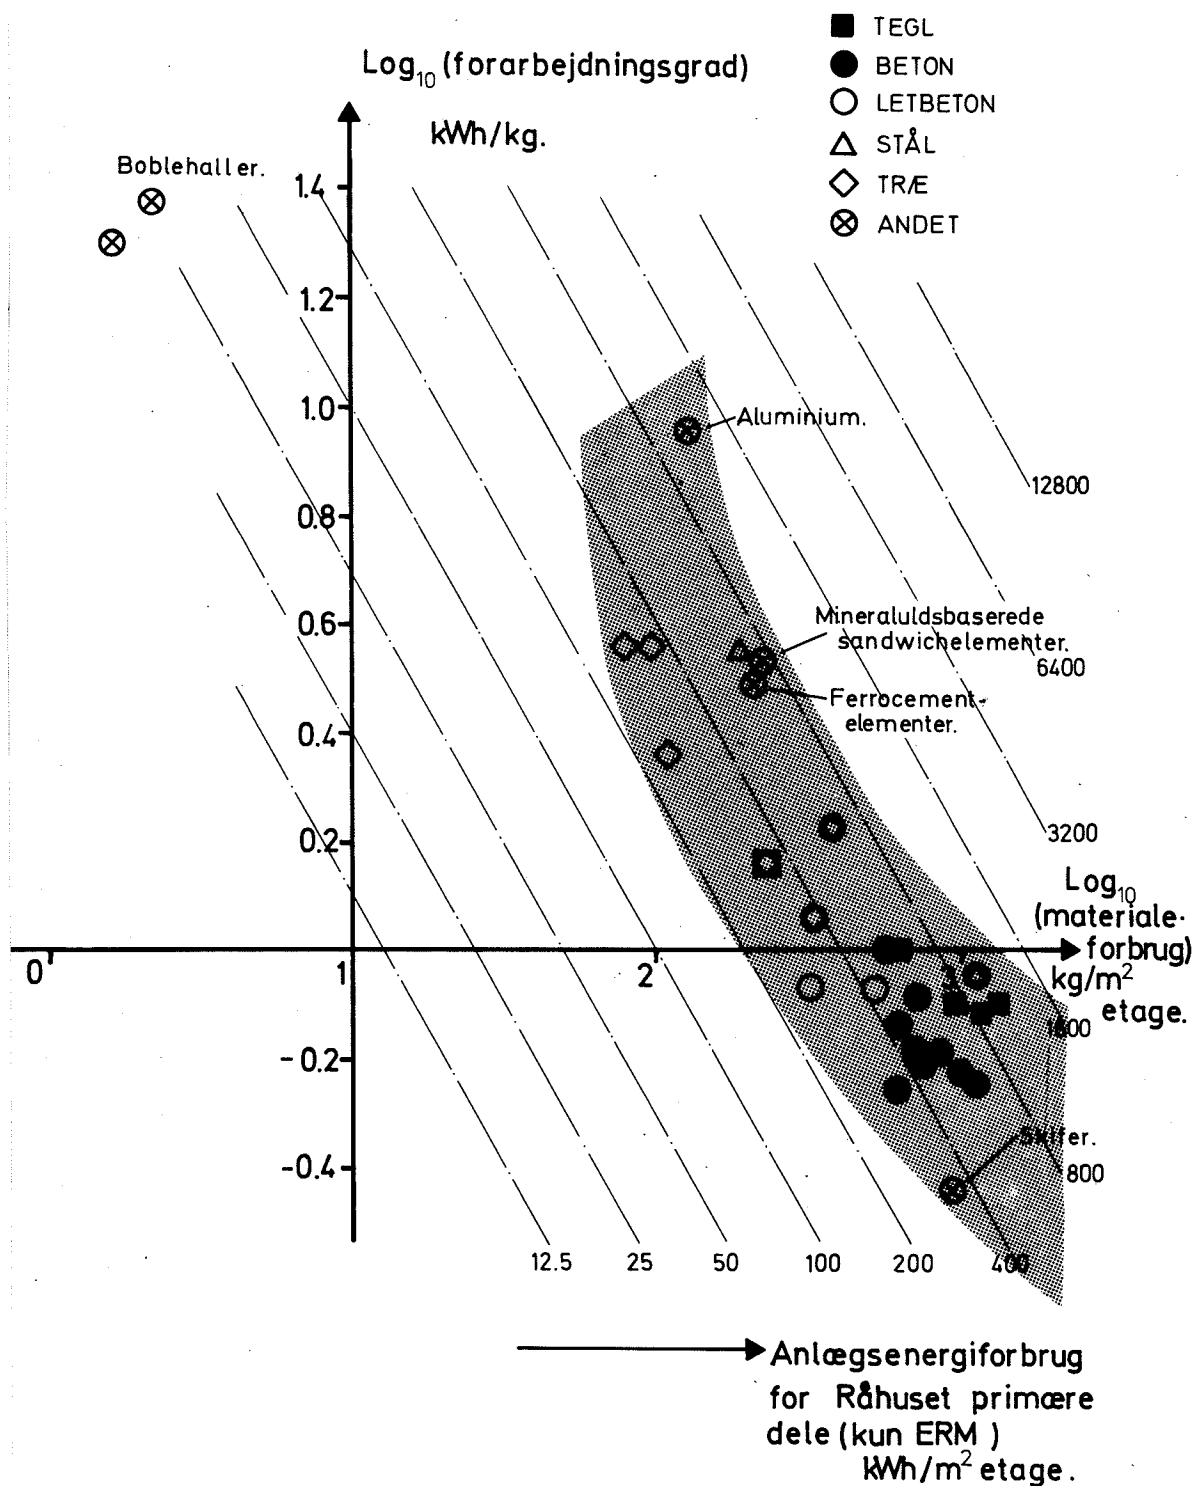 TEGL
BETON
LETBETON
STÅL
TRÆ
ANDET
Log10 (forarbejdningsgrad)
kWh/kg.
Boblehaller.
1.4
1.2
1.0
0.8
0.6
0.4
0.2
-0.2
-0.4
0
1
2
3
Aluminium.
12800
Mineraluldsbaserede
sandwichelementer.
6400
Ferrocement-
elementer.
3200
Log10
(materiale-
forbrug)
kg/m2
etage.
1600
Skifer.
800
12.5
25
50
100
200
400
Anlægsenergiforbrug
for Råhuset primære
dele (kun ERM )
kWh/m2 etage.